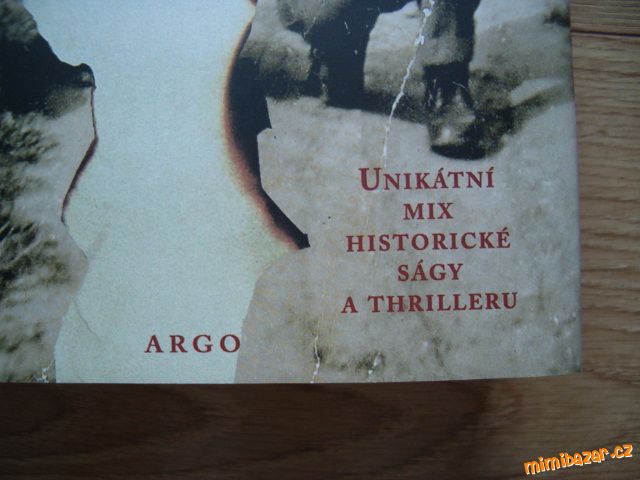 UNIKÁTNÍ
MIX
HISTORICKÉ
SÁGY
A THRILLERU
ARGO
mimibazar.cz